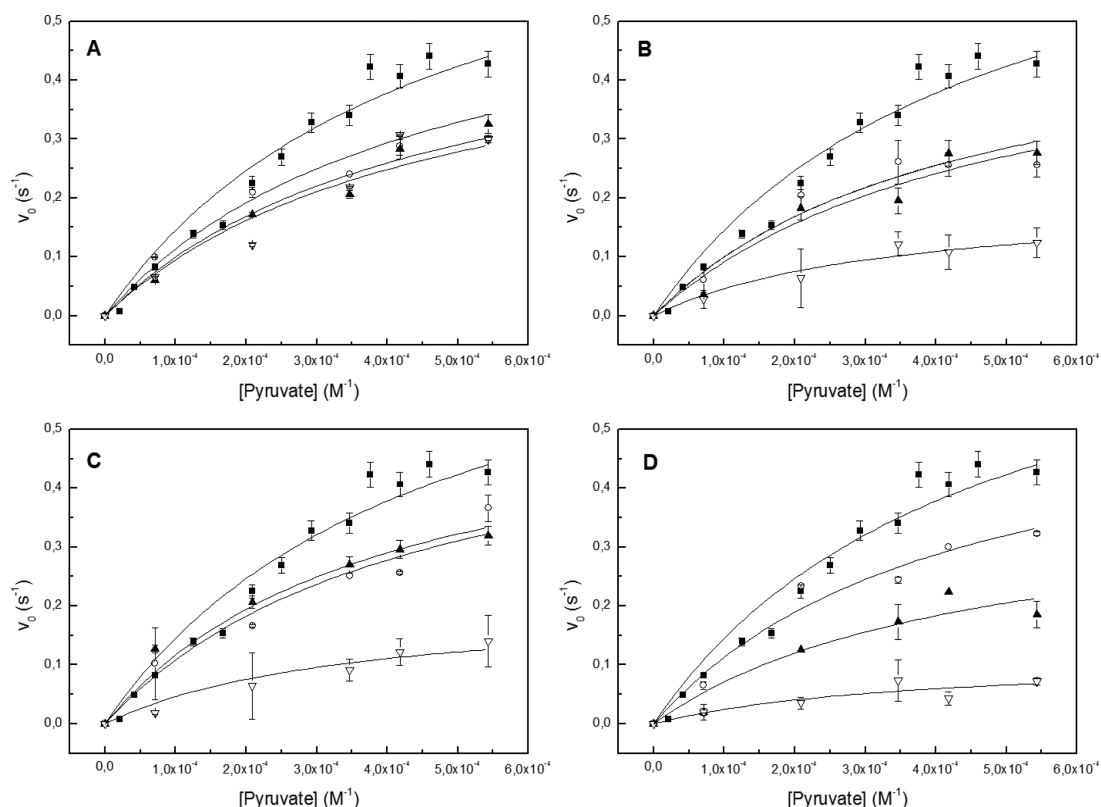 A
B
0,5
0,4
0,3
0,2
0,1
0,0
v₀ (s⁻¹)
0,0 1,0x10⁻⁴ 2,0x10⁻⁴ 3,0x10⁻⁴ 4,0x10⁻⁴ 5,0x10⁻⁴ 6,0x10⁻⁴
[Pyruvate] (M⁻¹)
0,5
0,4
0,3
0,2
0,1
0,0
v₀ (s⁻¹)
0,0 1,0x10⁻⁴ 2,0x10⁻⁴ 3,0x10⁻⁴ 4,0x10⁻⁴ 5,0x10⁻⁴ 6,0x10⁻⁴
[Pyruvate] (M⁻¹)
C
D
0,5
0,4
0,3
0,2
0,1
0,0
v₀ (s⁻¹)
0,0 1,0x10⁻⁴ 2,0x10⁻⁴ 3,0x10⁻⁴ 4,0x10⁻⁴ 5,0x10⁻⁴ 6,0x10⁻⁴
[Pyruvate] (M⁻¹)
0,5
0,4
0,3
0,2
0,1
0,0
v₀ (s⁻¹)
0,0 1,0x10⁻⁴ 2,0x10⁻⁴ 3,0x10⁻⁴ 4,0x10⁻⁴ 5,0x10⁻⁴ 6,0x10⁻⁴
[Pyruvate] (M⁻¹)